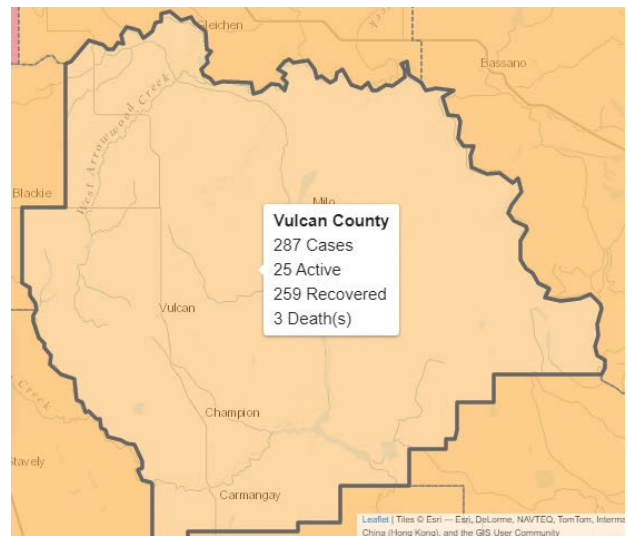 Gleichen
Bassano
West Arrowwood Creek
Blackie
Milo
Vulcan County
287 Cases
25 Active
259 Recovered
3 Death(s)
Vulcan
Creek
Champion
Stavely
Carmangay
Leaflet | Tiles © Esri — Esri, DeLorme, NAVTEQ, TomTom, Interma
China (Hong Kong), and the GIS User Community